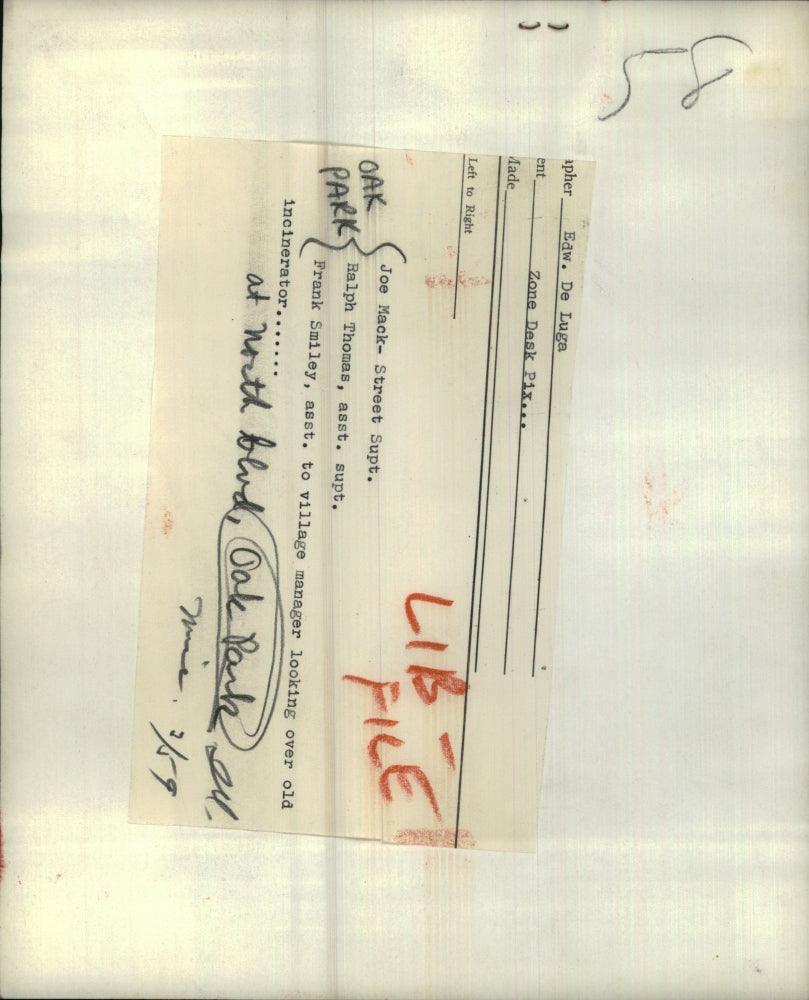 58
apher Edw. De Luga
ent Zone Desk Pix...
Made
Left to Right
LIB-
FILE
OAK
PARK
Joe Mack- Street Supt.
Ralph Thomas, asst. supt.
Frank Smiley, asst. to village manager looking over old
incinerator.......
at North Blvd, Oak Park Ill.
2/59